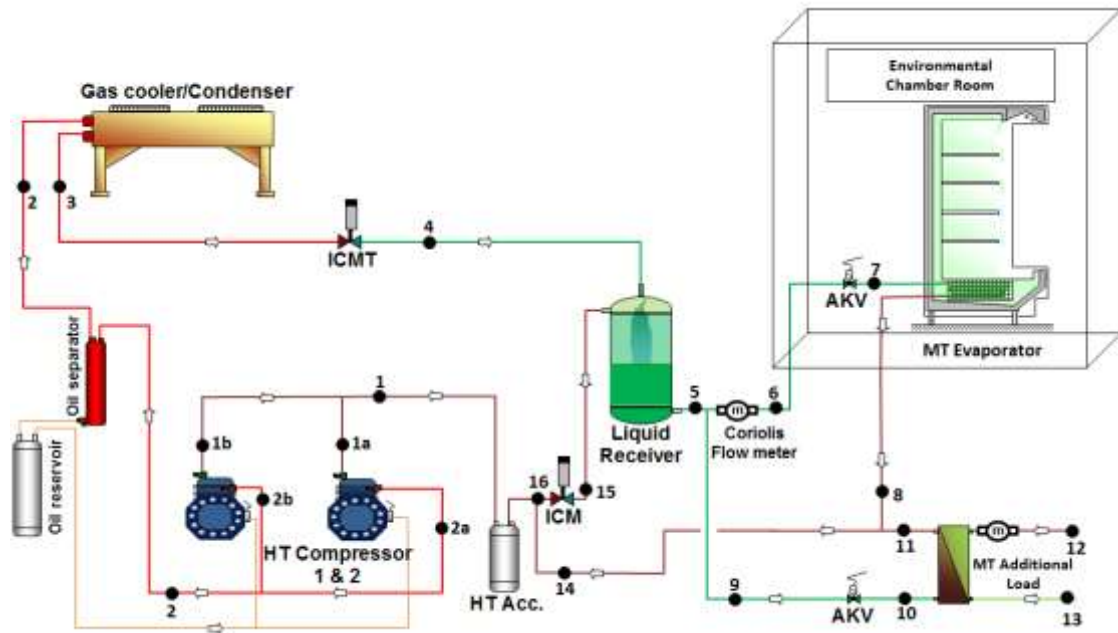 Environmental
Chamber Room
Gas cooler/Condenser
2
3
4
ICMT
7
AKV
MT Evaporator
Oil separator
Oil reservoir
1
1b
1a
2b
2a
HT Compressor
1 & 2
2
HT Acc.
16
ICM
15
14
Liquid
Receiver
5
m
6
Coriolis
Flow meter
8
11
m
12
MT Additional
Load
9
AKV
10
13